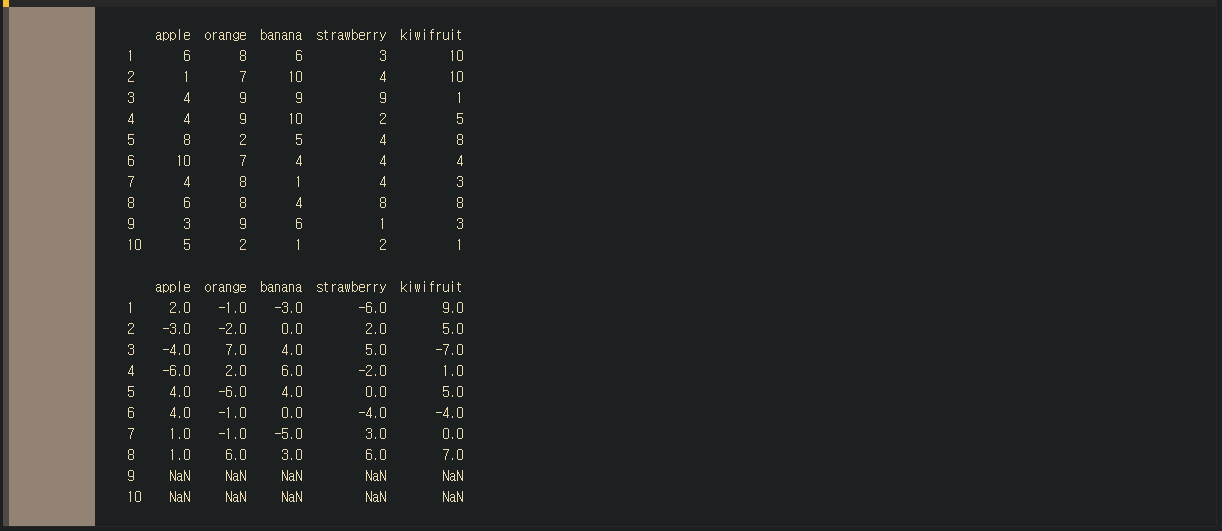 apple orange banana strawberry kiwifruit
1 6 8 6 3 10
2 1 7 10 4 10
3 4 9 9 9 1
4 4 9 10 2 5
5 8 2 5 4 8
6 10 7 4 4 4
7 4 8 1 4 3
8 6 8 4 8 8
9 3 9 6 1 3
10 5 2 1 2 1
apple orange banana strawberry kiwifruit
1 2.0 -1.0 -3.0 -6.0 9.0
2 -3.0 -2.0 0.0 2.0 5.0
3 -4.0 7.0 4.0 5.0 -7.0
4 -6.0 2.0 6.0 -2.0 1.0
5 4.0 -6.0 4.0 0.0 5.0
6 4.0 -1.0 0.0 -4.0 -4.0
7 1.0 -1.0 -5.0 3.0 0.0
8 1.0 6.0 3.0 6.0 7.0
9 NaN NaN NaN NaN NaN
10 NaN NaN NaN NaN NaN